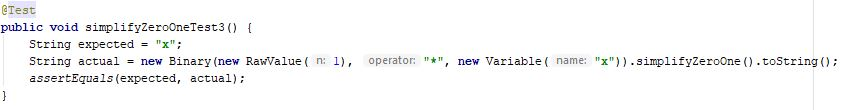 @Test
public void simplifyZeroOneTest3() {
String expected = "x";
String actual = new Binary(new RawValue( n: 1), operator: "*", new Variable( name: "x")).simplifyZeroOne().toString();
assertEquals(expected, actual);
}